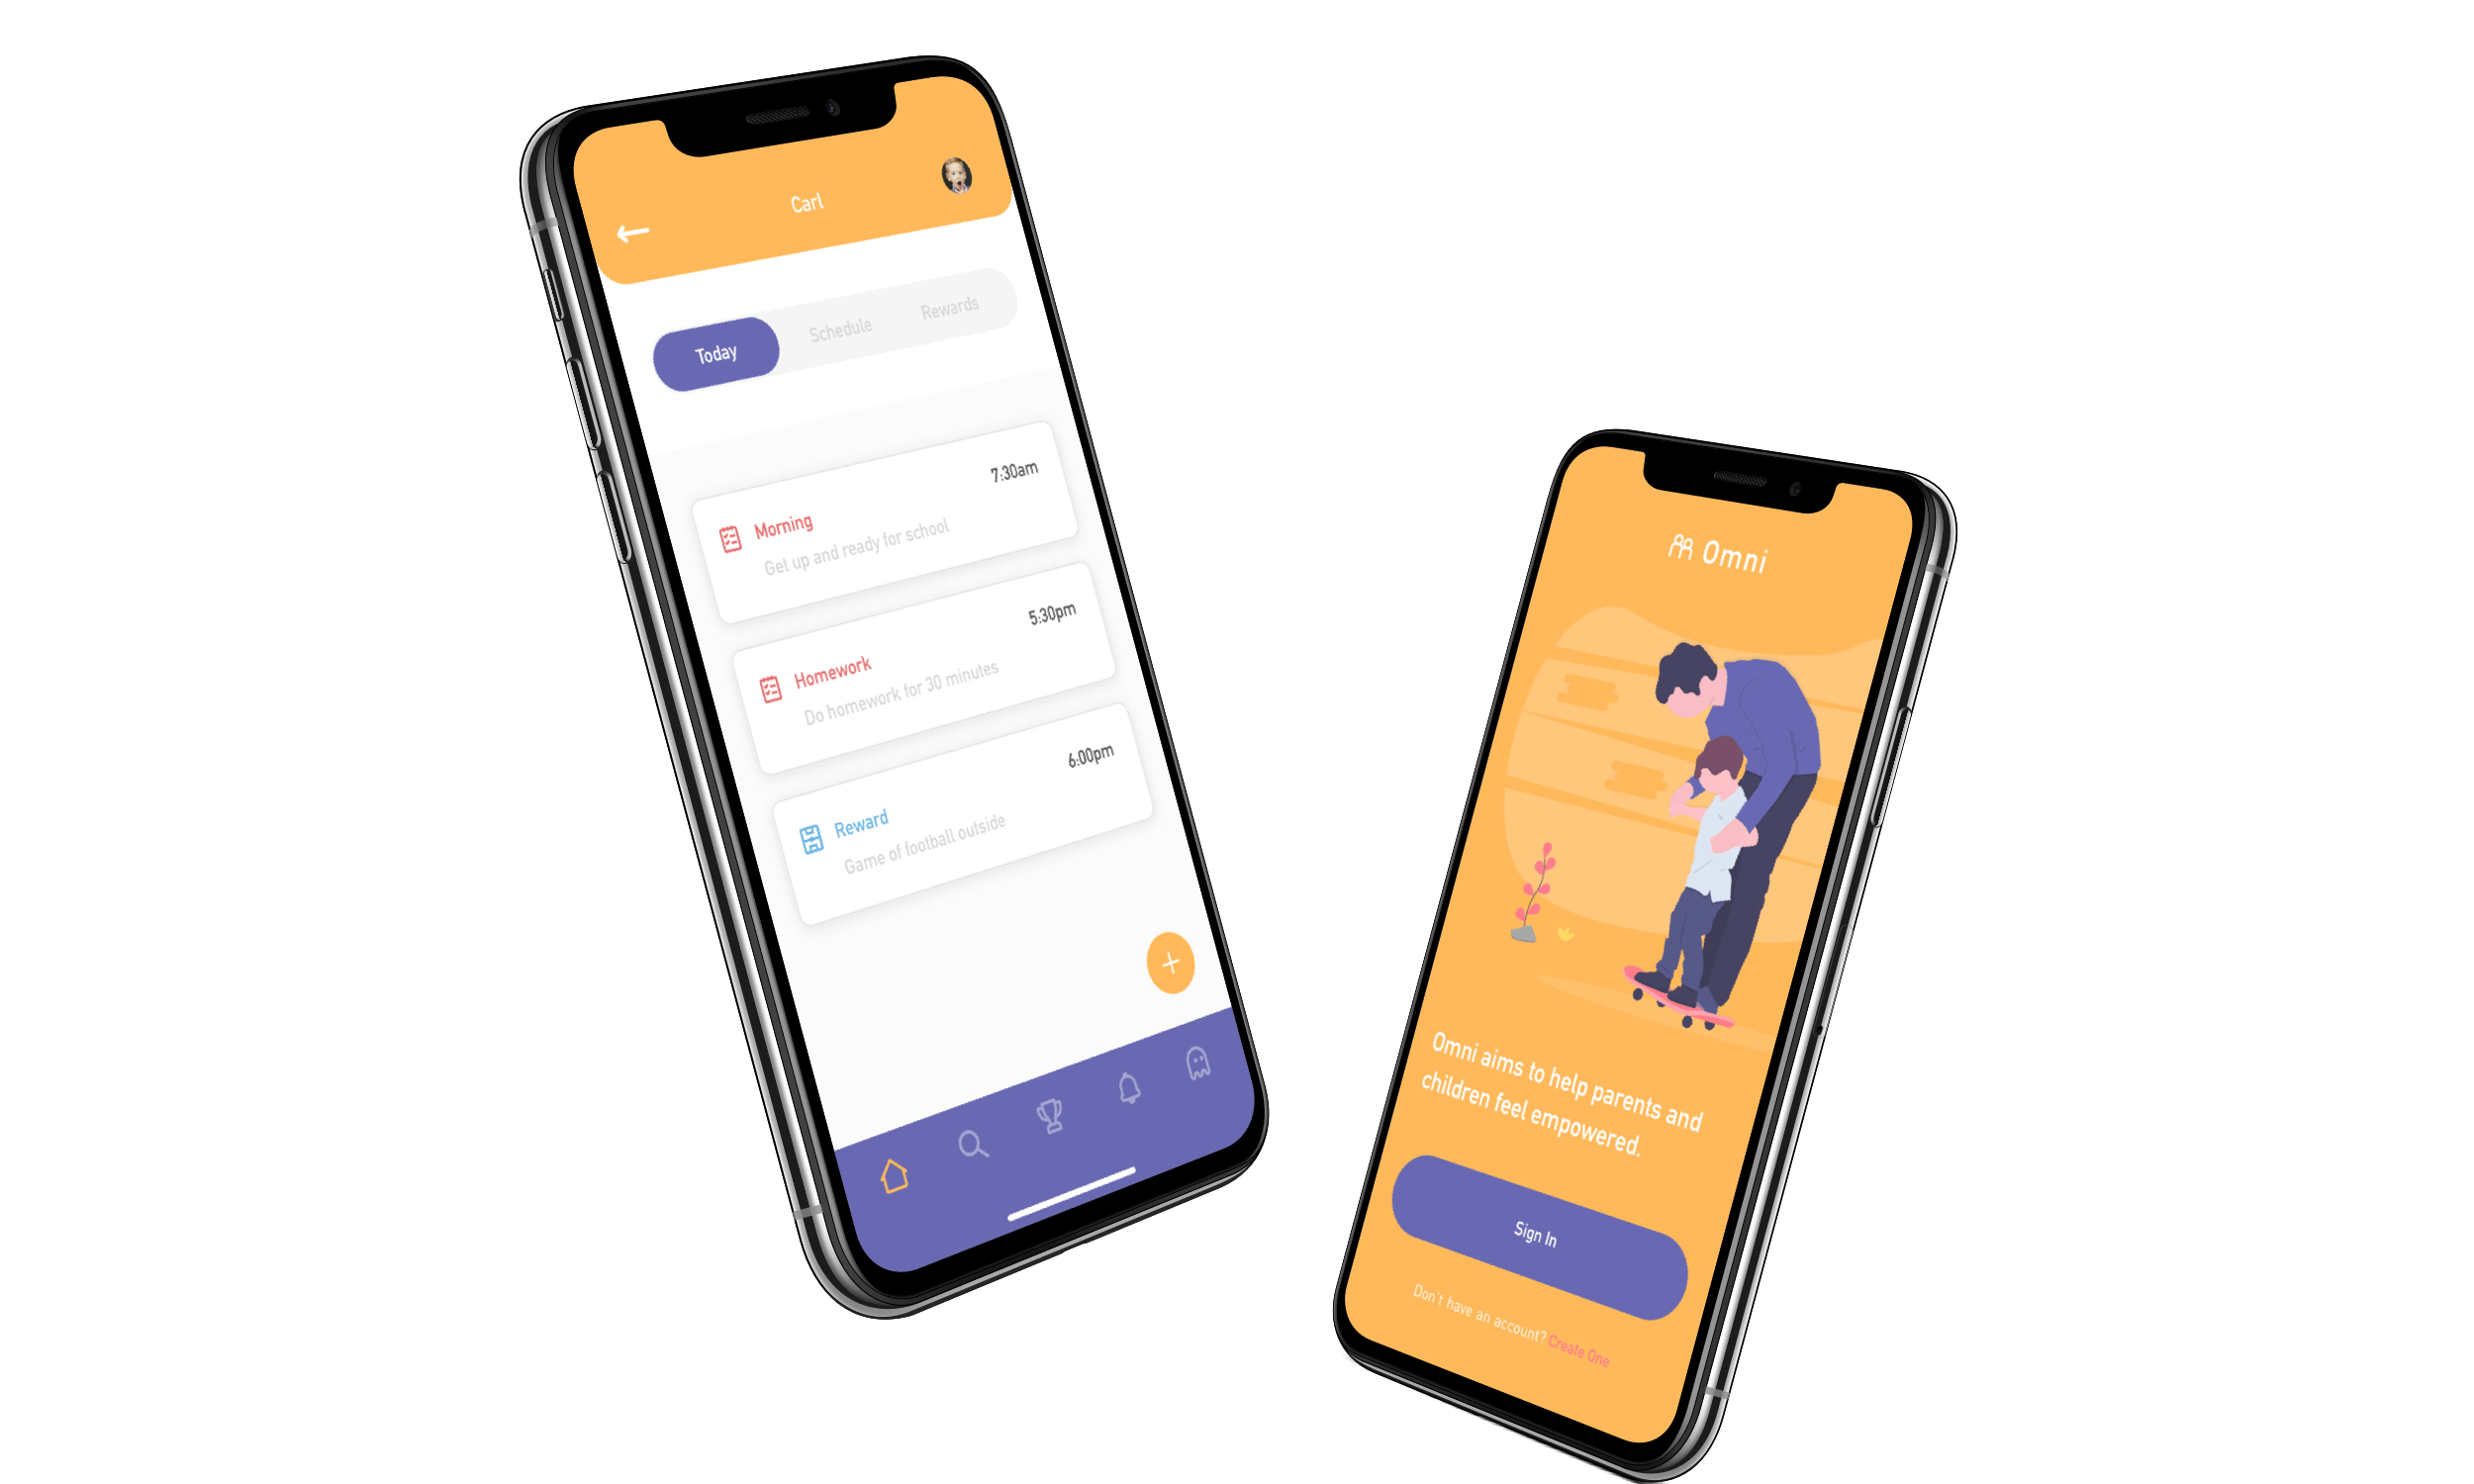 Carl
Today
Schedule
Rewards
7:30am
Morning
Get up and ready for school
5:30pm
Homework
Do homework for 30 minutes
6:00pm
Reward
Game of football outside
Omni
Omni aims to help parents and
children feel empowered.
Sign In
Don't have an account? Create One